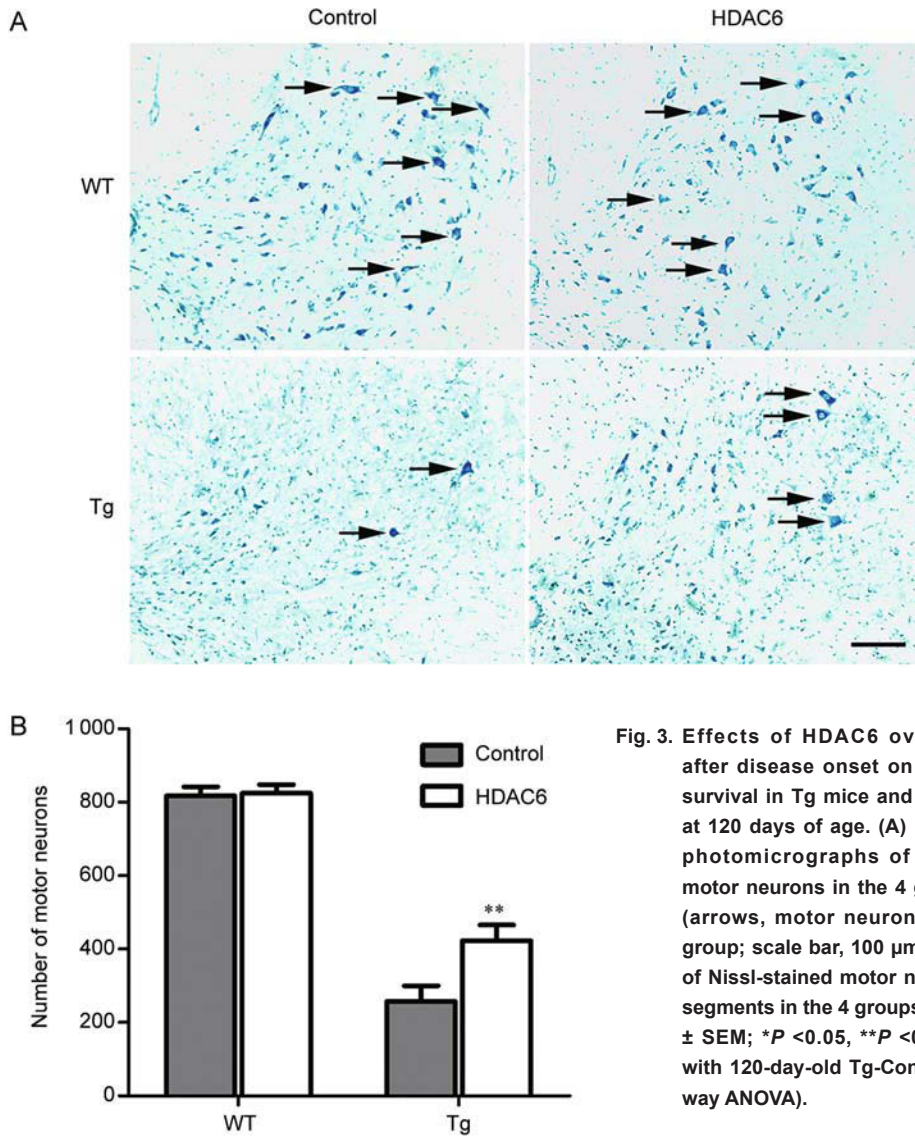 A
Control HDAC6
WT
Tg
B
Number of motor neurons
1 000
800
600
400
200
0
Control
HDAC6
**
WT Tg
Fig. 3. Effects of HDAC6 ov
after disease onset on
survival in Tg mice and
at 120 days of age. (A)
photomicrographs of
motor neurons in the 4
(arrows, motor neuron
group; scale bar, 100 µm
of Nissl-stained motor n
segments in the 4 groups
± SEM; *P <0.05, **P <0
with 120-day-old Tg-Con
way ANOVA).